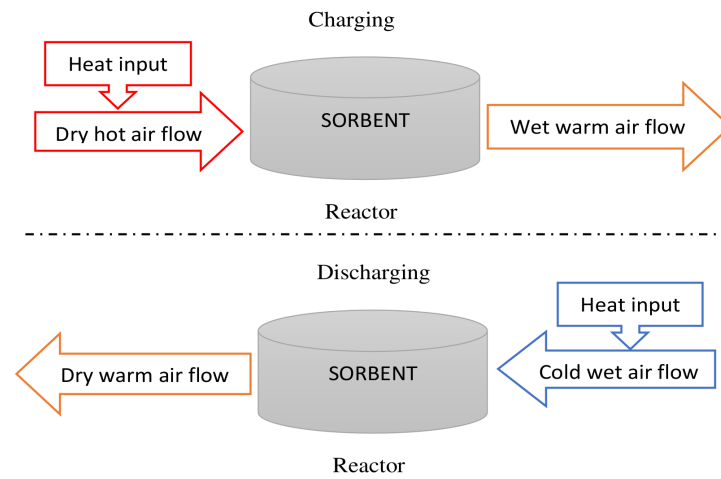 Charging
Heat input
Dry hot air flow
SORBENT
Wet warm air flow
Reactor
Discharging
Heat input
Dry warm air flow
SORBENT
Cold wet air flow
Reactor